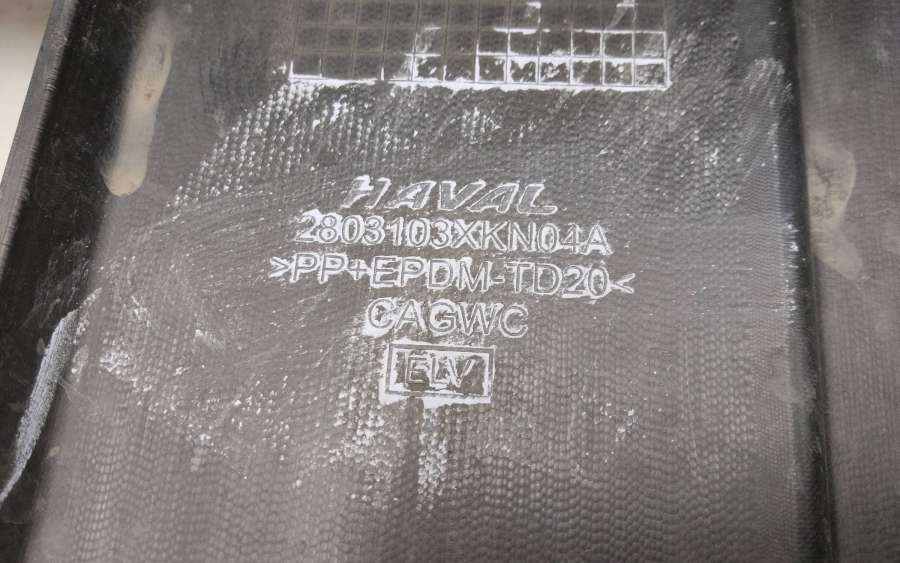 HAVAL
2803103XKN04A
>PP+EPDM-TD20<
CAGWC
ELV